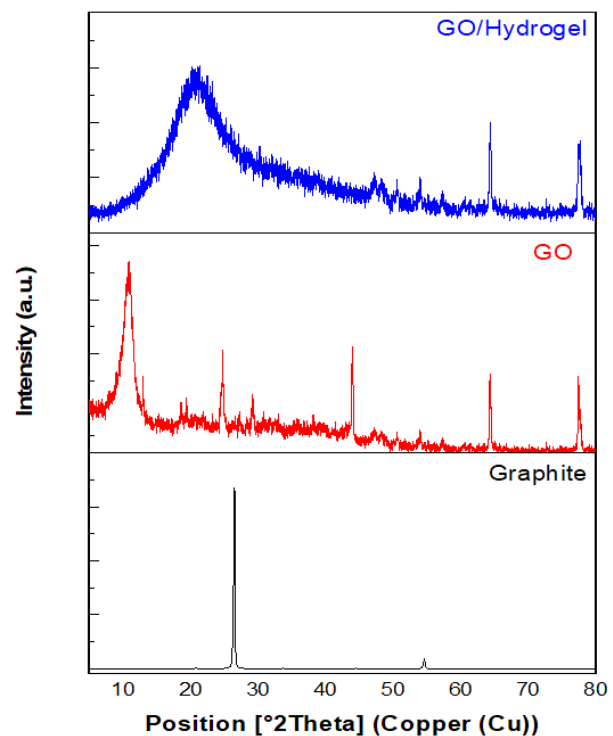 GO/Hydrogel
GO
Graphite
Intensity (a.u.)
10 20 30 40 50 60 70 80
Position [°2Theta] (Copper (Cu))